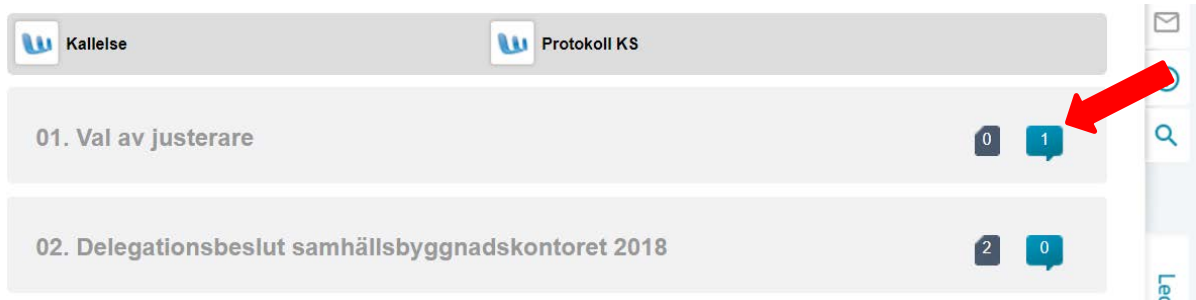 Kallelse
Protokoll KS
01. Val av justerare
0
1
02. Delegationsbeslut samhällsbyggnadskontoret 2018
2
0